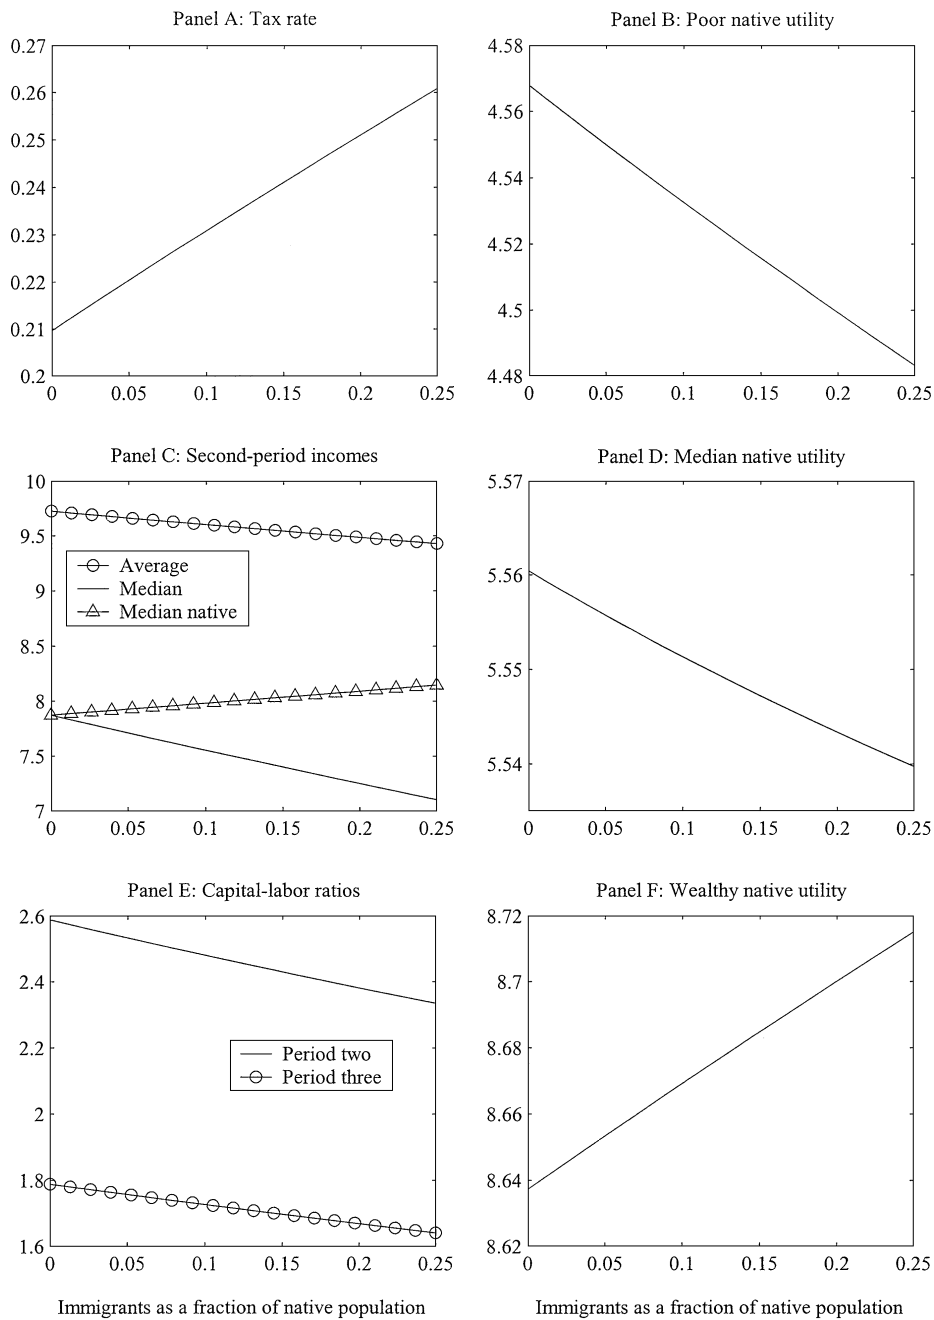 Panel A: Tax rate
0.27
0.26
0.25
0.24
0.23
0.22
0.21
0.2
0 0.05 0.1 0.15 0.2 0.25
Panel B: Poor native utility
4.58
4.56
4.54
4.52
4.5
4.48
0 0.05 0.1 0.15 0.2 0.25
Panel C: Second-period incomes
10
9.5
9
8.5
8
7.5
7
Average
Median
Median native
0 0.05 0.1 0.15 0.2 0.25
Panel D: Median native utility
5.57
5.56
5.55
5.54
0 0.05 0.1 0.15 0.2 0.25
Panel E: Capital-labor ratios
2.6
2.4
2.2
2
1.8
1.6
Period two
Period three
0 0.05 0.1 0.15 0.2 0.25
Immigrants as a fraction of native population
Panel F: Wealthy native utility
8.72
8.7
8.68
8.66
8.64
8.62
0 0.05 0.1 0.15 0.2 0.25
Immigrants as a fraction of native population